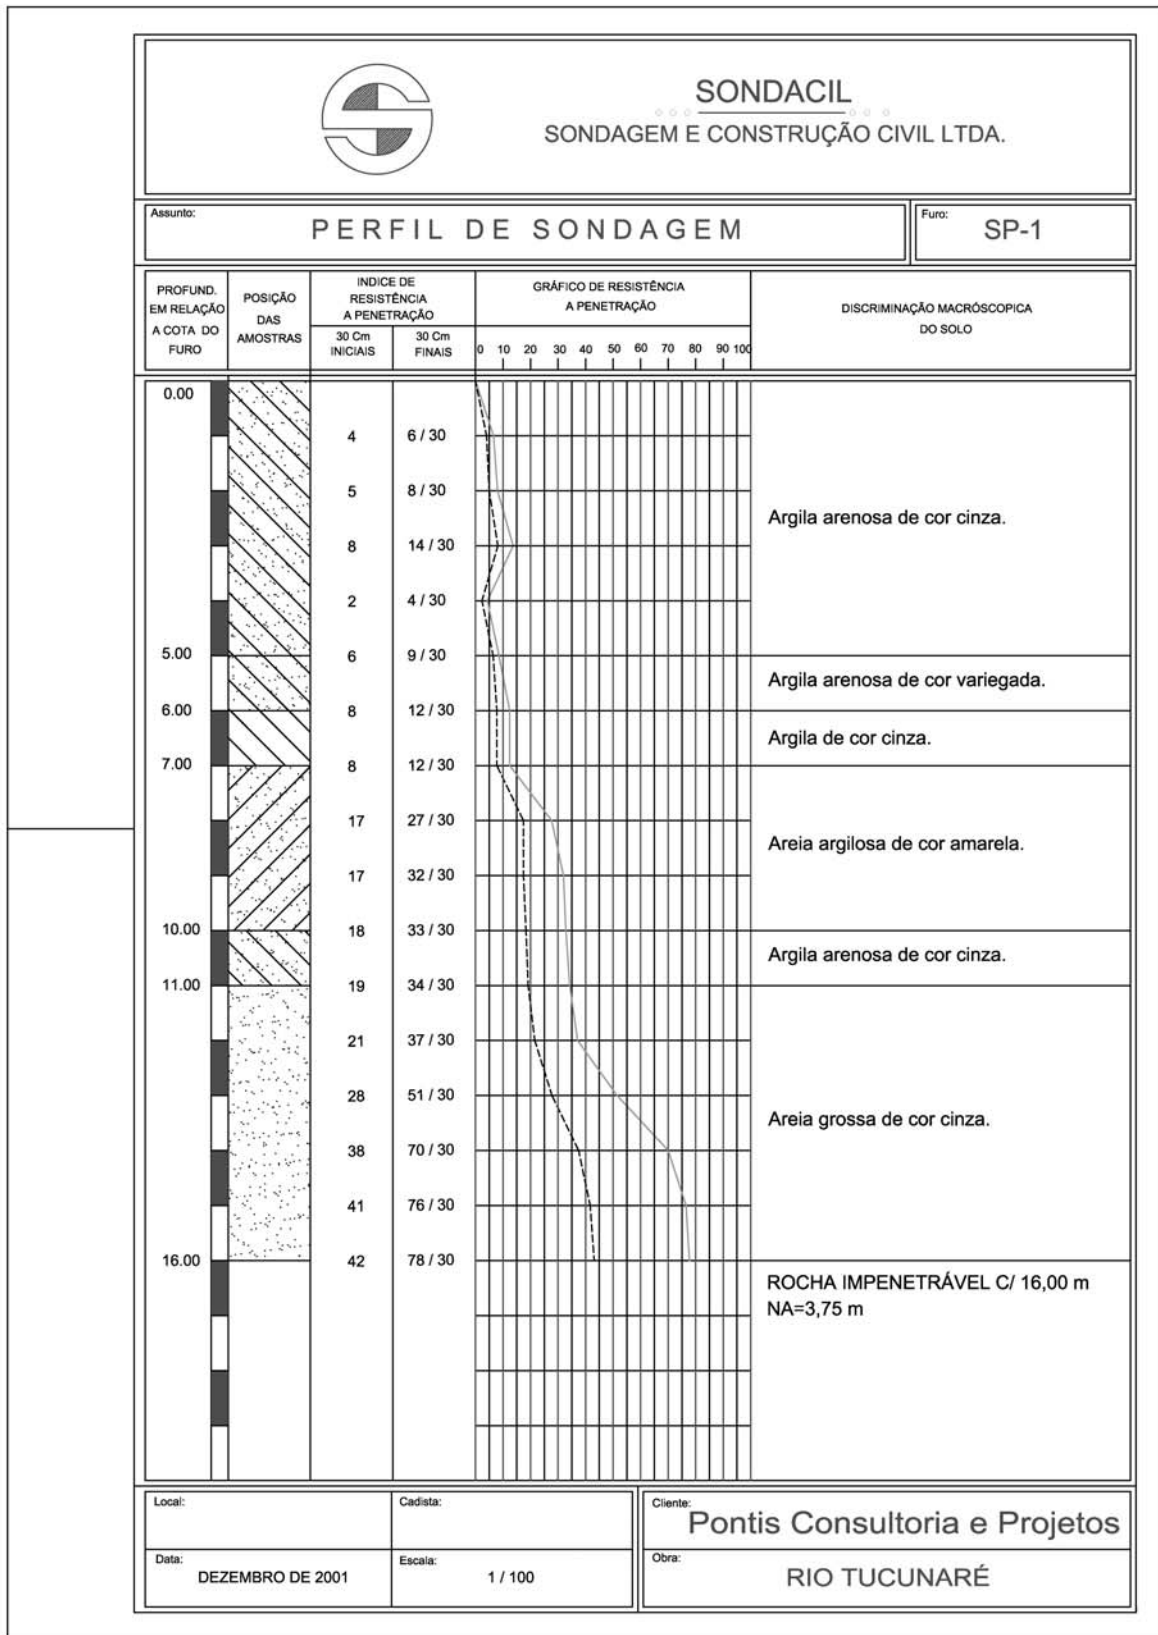 SONDACIL
SONDAGEM E CONSTRUÇÃO CIVIL LTDA.
Assunto:
PERFIL DE SONDAGEM
Furo:
SP-1
PROFUND.
EM RELAÇÃO
A COTA DO
FURO
POSIÇÃO
DAS
AMOSTRAS
INDICE DE
RESISTÊNCIA
A PENETRAÇÃO
30 Cm
INICIAIS
30 Cm
FINAIS
GRÁFICO DE RESISTÊNCIA
A PENETRAÇÃO
0 10 20 30 40 50 60 70 80 90 100
DISCRIMINAÇÃO MACRÓSCOPICA
DO SOLO
0.00
4 6 / 30
5 8 / 30
Argila arenosa de cor cinza.
8 14 / 30
2 4 / 30
5.00 6 9 / 30
Argila arenosa de cor variegada.
6.00 8 12 / 30
Argila de cor cinza.
7.00 8 12 / 30
17 27 / 30
Areia argilosa de cor amarela.
17 32 / 30
10.00 18 33 / 30
Argila arenosa de cor cinza.
11.00 19 34 / 30
21 37 / 30
28 51 / 30
Areia grossa de cor cinza.
38 70 / 30
41 76 / 30
16.00 42 78 / 30
ROCHA IMPENETRÁVEL C/ 16,00 m
NA=3,75 m
Local:
Cadista:
Cliente:
Pontis Consultoria e Projetos
Data:
DEZEMBRO DE 2001
Escala:
1 / 100
Obra:
RIO TUCUNARÉ